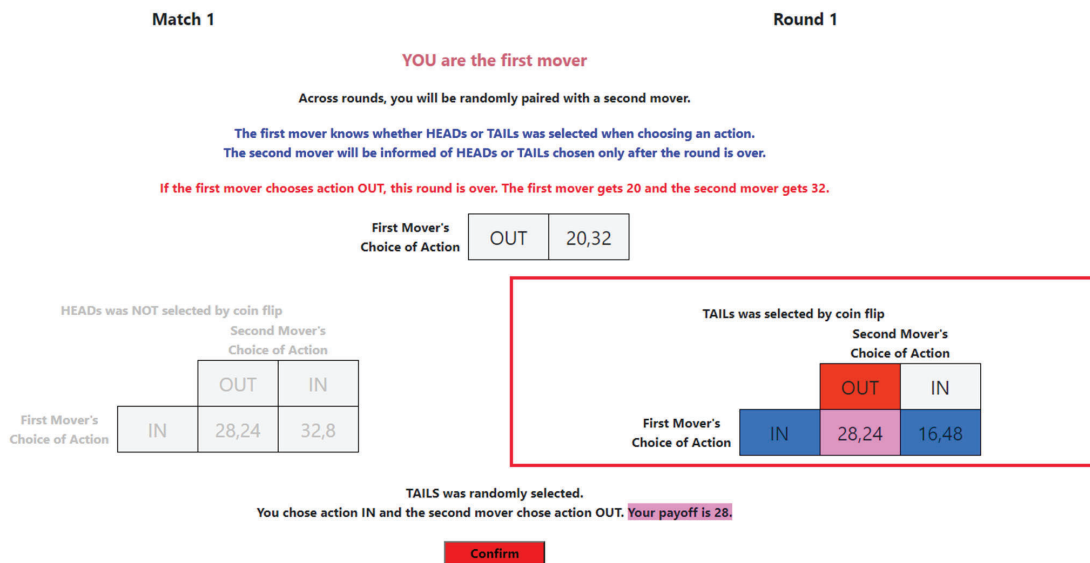 Match 1
Round 1
YOU are the first mover
Across rounds, you will be randomly paired with a second mover.
The first mover knows whether HEADs or TAILs was selected when choosing an action.
The second mover will be informed of HEADs or TAILs chosen only after the round is over.
If the first mover chooses action OUT, this round is over. The first mover gets 20 and the second mover gets 32.
First Mover's
Choice of Action
OUT
20,32
HEADs was NOT selected by coin flip
Second Mover's
Choice of Action
OUT
IN
First Mover's
Choice of Action
IN
28,24
32,8
TAILs was selected by coin flip
Second Mover's
Choice of Action
OUT
IN
First Mover's
Choice of Action
IN
28,24
16,48
TAILS was randomly selected.
You chose action IN and the second mover chose action OUT. Your payoff is 28.
Confirm